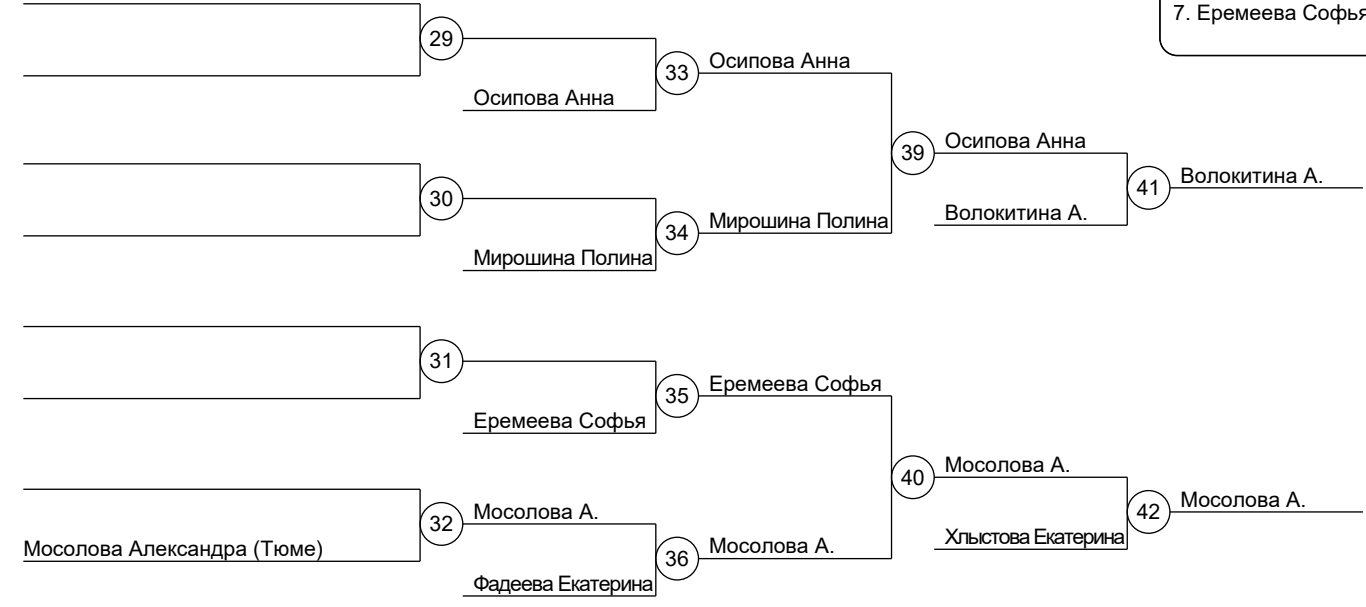 7. Еремеева Софья
29
Осипова Анна
33
Осипова Анна
39
Осипова Анна
30
Мирошина Полина
34
Мирошина Полина
Волокитина А.
41
Волокитина А.
31
Еремеева Софья
35
Еремеева Софья
40
Мосолова А.
Мосолова Александра (Тюме)
32
Мосолова А.
Фадеева Екатерина
36
Мосолова А.
Хлыстова Екатерина
42
Мосолова А.